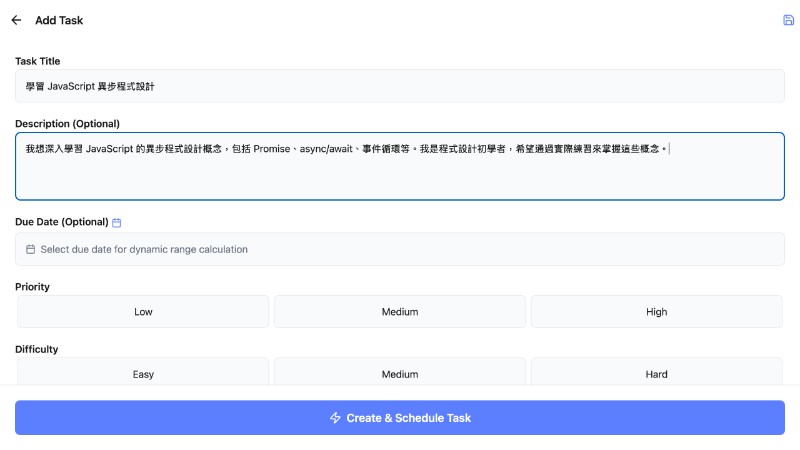 Add Task
Task Title
學習 JavaScript 異步程式設計
Description (Optional)
我想深入學習 JavaScript 的異步程式設計概念，包括 Promise、async/await、事件循環等。我是程式設計初學者，希望通過實際練習來掌握這些概念。
Due Date (Optional)
Select due date for dynamic range calculation
Priority
Low Medium High
Difficulty
Easy Medium Hard
Create & Schedule Task